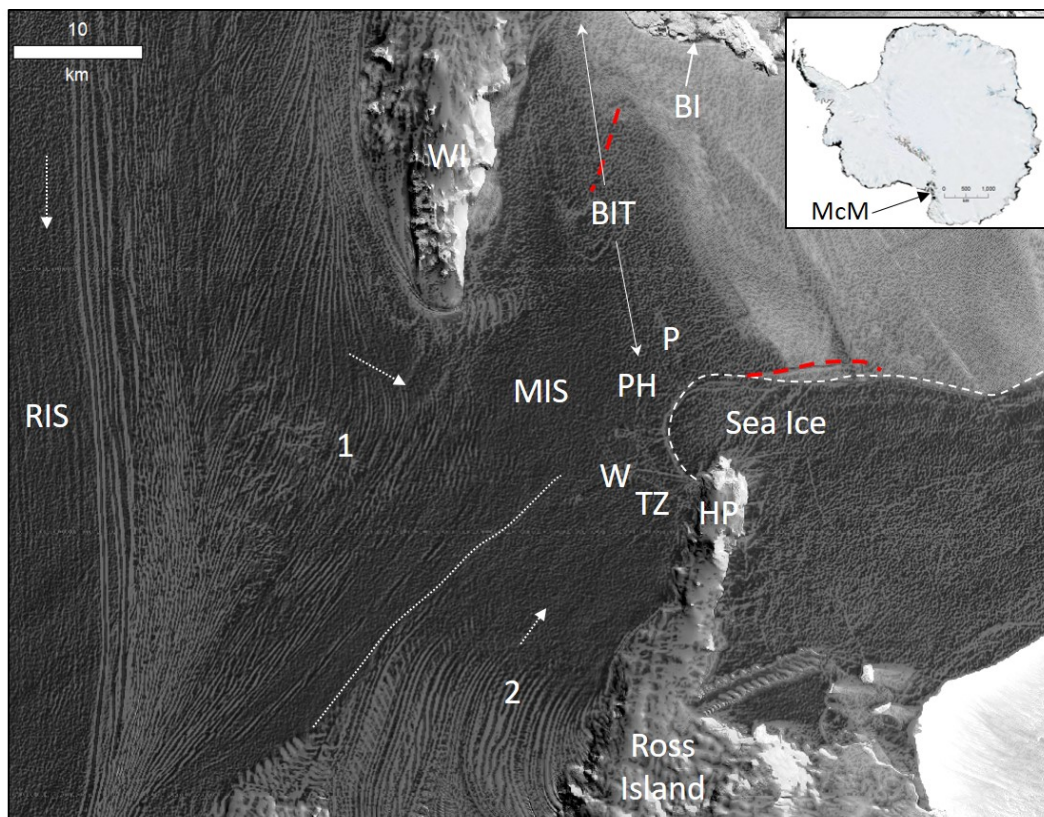 10
km
WI
BI
BIT
McM
0 500 1,000
km
P
PH
MIS
RIS
1
Sea Ice
W
TZ
HP
2
Ross
Island